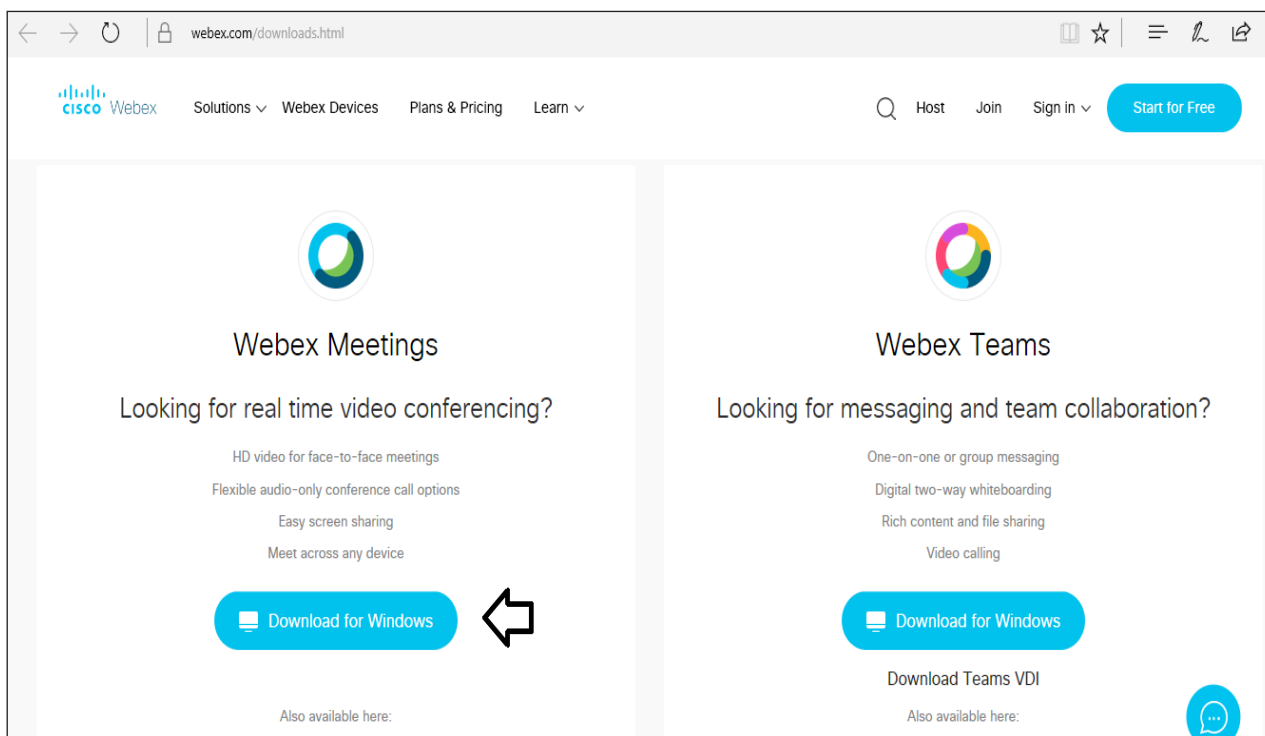 webex.com/downloads.html
CISCO Webex Solutions Webex Devices Plans & Pricing Learn Host Join Sign in Start for Free
Webex Meetings
Looking for real time video conferencing?
HD video for face-to-face meetings
Flexible audio-only conference call options
Easy screen sharing
Meet across any device
Download for Windows
Also available here:
Webex Teams
Looking for messaging and team collaboration?
One-on-one or group messaging
Digital two-way whiteboarding
Rich content and file sharing
Video calling
Download for Windows
Download Teams VDI
Also available here: